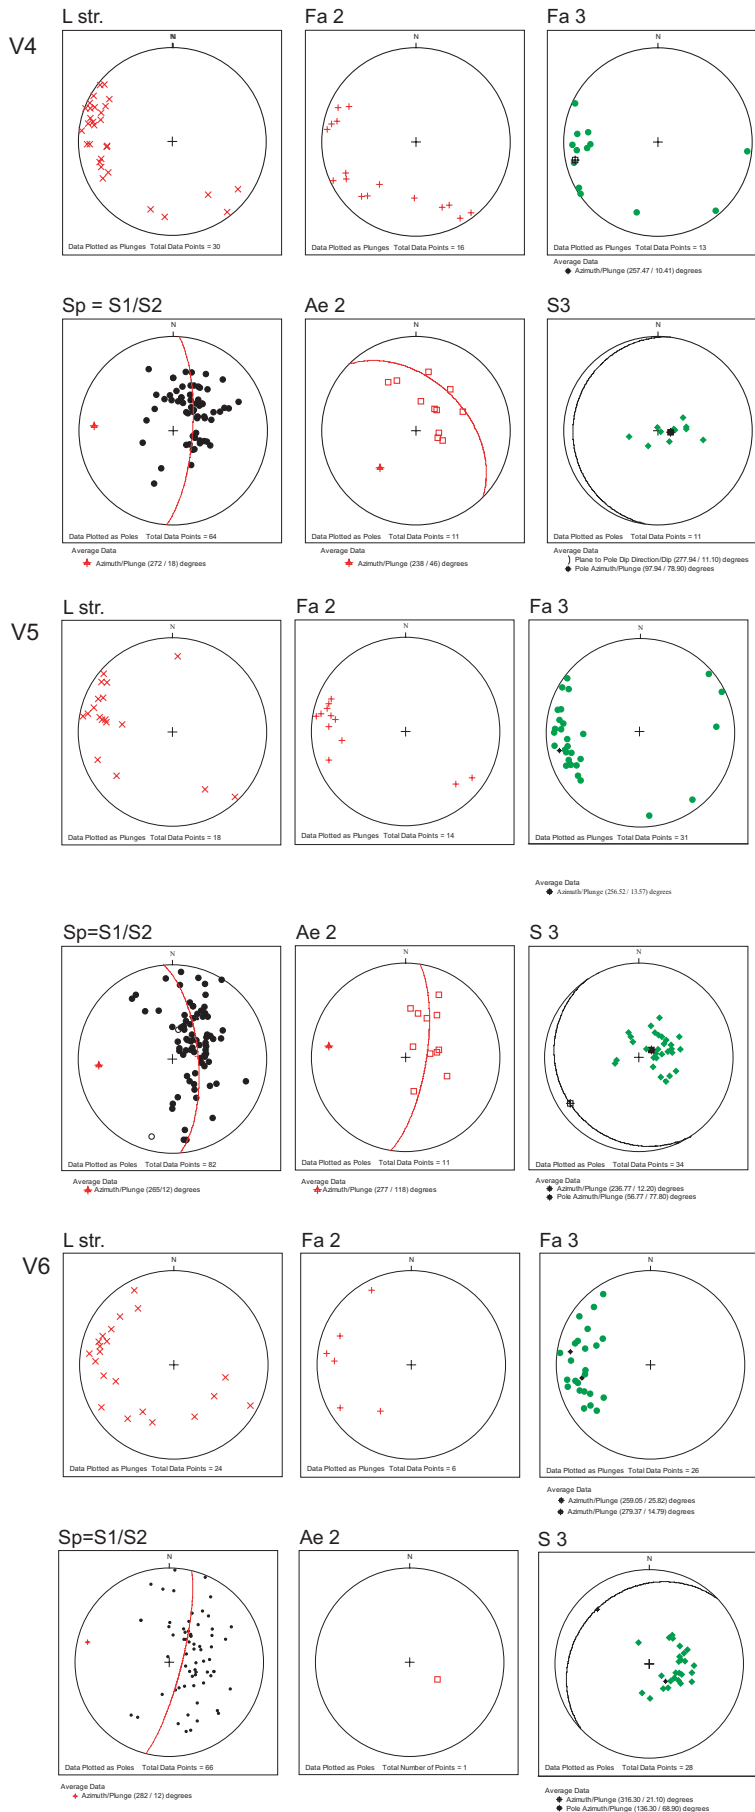 L str.
Fa 2
Fa 3
V4
N
N
N
Data Plotted as Plunges Total Data Points = 30
Data Plotted as Plunges Total Data Points = 16
Data Plotted as Plunges Total Data Points = 13
Average Data
Azimuth/Plunge (257.47 / 10.41) degrees
Sp = S1/S2
Ae 2
S3
N
N
N
Data Plotted as Poles Total Data Points = 64
Data Plotted as Poles Total Data Points = 11
Data Plotted as Poles Total Data Points = 11
Average Data
Azimuth/Plunge (272 / 18) degrees
Average Data
Azimuth/Plunge (238 / 46) degrees
Average Data
Plane to Pole Dip Direction/Dip (277.94 / 11.10) degrees
Pole Azimuth/Plunge (97.94 / 78.90) degrees
L str.
Fa 2
Fa 3
V5
N
N
N
Data Plotted as Plunges Total Data Points = 18
Data Plotted as Plunges Total Data Points = 14
Data Plotted as Plunges Total Data Points = 31
Average Data
Azimuth/Plunge (256.52 / 13.57) degrees
Sp=S1/S2
Ae 2
S 3
N
N
N
Data Plotted as Poles Total Data Points = 82
Data Plotted as Poles Total Data Points = 11
Data Plotted as Poles Total Data Points = 34
Average Data
Azimuth/Plunge (265/12) degrees
Average Data
Azimuth/Plunge (277 / 118) degrees
Average Data
Azimuth/Plunge (236.77 / 12.20) degrees
Pole Azimuth/Plunge (56.77 / 77.80) degrees
L str.
Fa 2
Fa 3
V6
N
N
N
Data Plotted as Plunges Total Data Points = 24
Data Plotted as Plunges Total Data Points = 6
Data Plotted as Plunges Total Data Points = 26
Average Data
Azimuth/Plunge (259.05 / 25.82) degrees
Azimuth/Plunge (279.37 / 14.79) degrees
Sp=S1/S2
Ae 2
S 3
N
N
N
Data Plotted as Poles Total Data Points = 66
Data Plotted as Poles Total Number of Points = 1
Data Plotted as Poles Total Data Points = 28
Average Data
Azimuth/Plunge (282 / 12) degrees
Average Data
Azimuth/Plunge (316.30 / 21.10) degrees
Pole Azimuth/Plunge (136.30 / 68.90) degrees